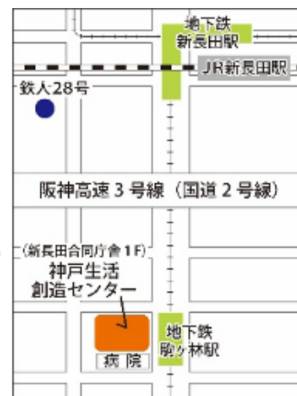 地下鉄
新長田駅
JR新長田駅
鉄人28号
阪神高速3号線（国道2号線）
（新長田合同庁舎1F）
神戸生活
創造センター
地下鉄
駒ヶ林駅
病院